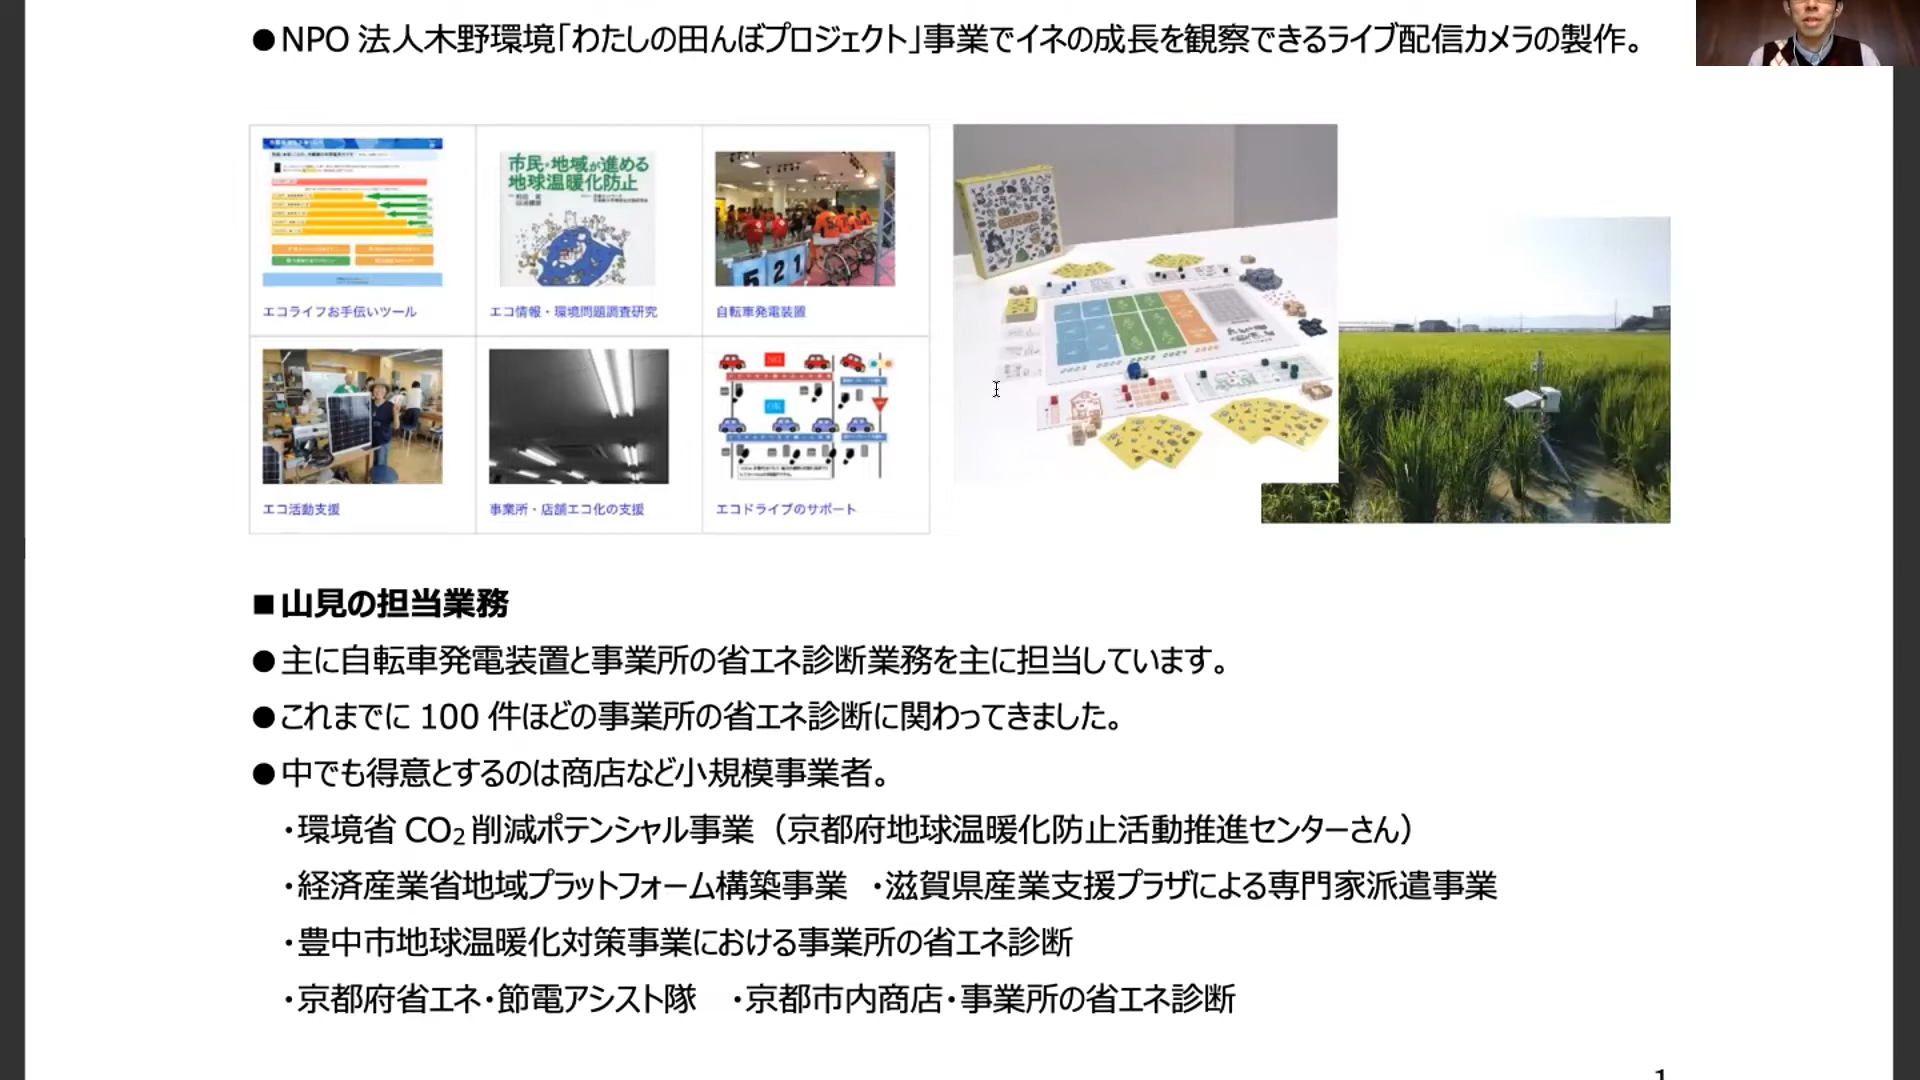 ●NPO 法人木野環境「わたしの田んぼプロジェクト」事業でイネの成長を観察できるライブ配信カメラの製作。
市民・地域が進める
地球温暖化防止
5 2 1
エコライフお手伝いツール
エコ情報・環境問題調査研究
自転車発電装置
NG
OK
エコ活動支援
事業所・店舗エコ化の支援
エコドライブのサポート
■山見の担当業務
●主に自転車発電装置と事業所の省エネ診断業務を主に担当しています。
●これまでに 100 件ほどの事業所の省エネ診断に関わってきました。
●中でも得意とするのは商店など小規模事業者。
・環境省 CO₂削減ポテンシャル事業（京都府地球温暖化防止活動推進センターさん）
・経済産業省地域プラットフォーム構築事業 ・滋賀県産業支援プラザによる専門家派遣事業
・豊中市地球温暖化対策事業における事業所の省エネ診断
・京都府省エネ・節電アシスト隊 ・京都市内商店・事業所の省エネ診断
1